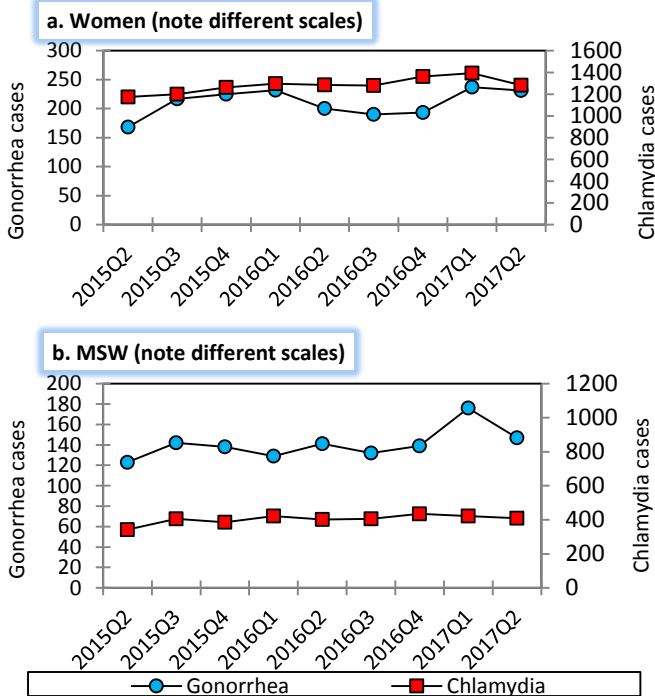 a. Women (note different scales)
300
250
200
150
100
50
0
Gonorrhea cases
1600
1400
1200
1000
800
600
400
200
0
Chlamydia cases
2015Q2
2015Q3
2015Q4
2016Q1
2016Q2
2016Q3
2016Q4
2017Q1
2017Q2
b. MSW (note different scales)
200
180
160
140
120
100
80
60
40
20
0
Gonorrhea cases
1200
1000
800
600
400
200
0
Chlamydia cases
2015Q2
2015Q3
2015Q4
2016Q1
2016Q2
2016Q3
2016Q4
2017Q1
2017Q2
Gonorrhea
Chlamydia